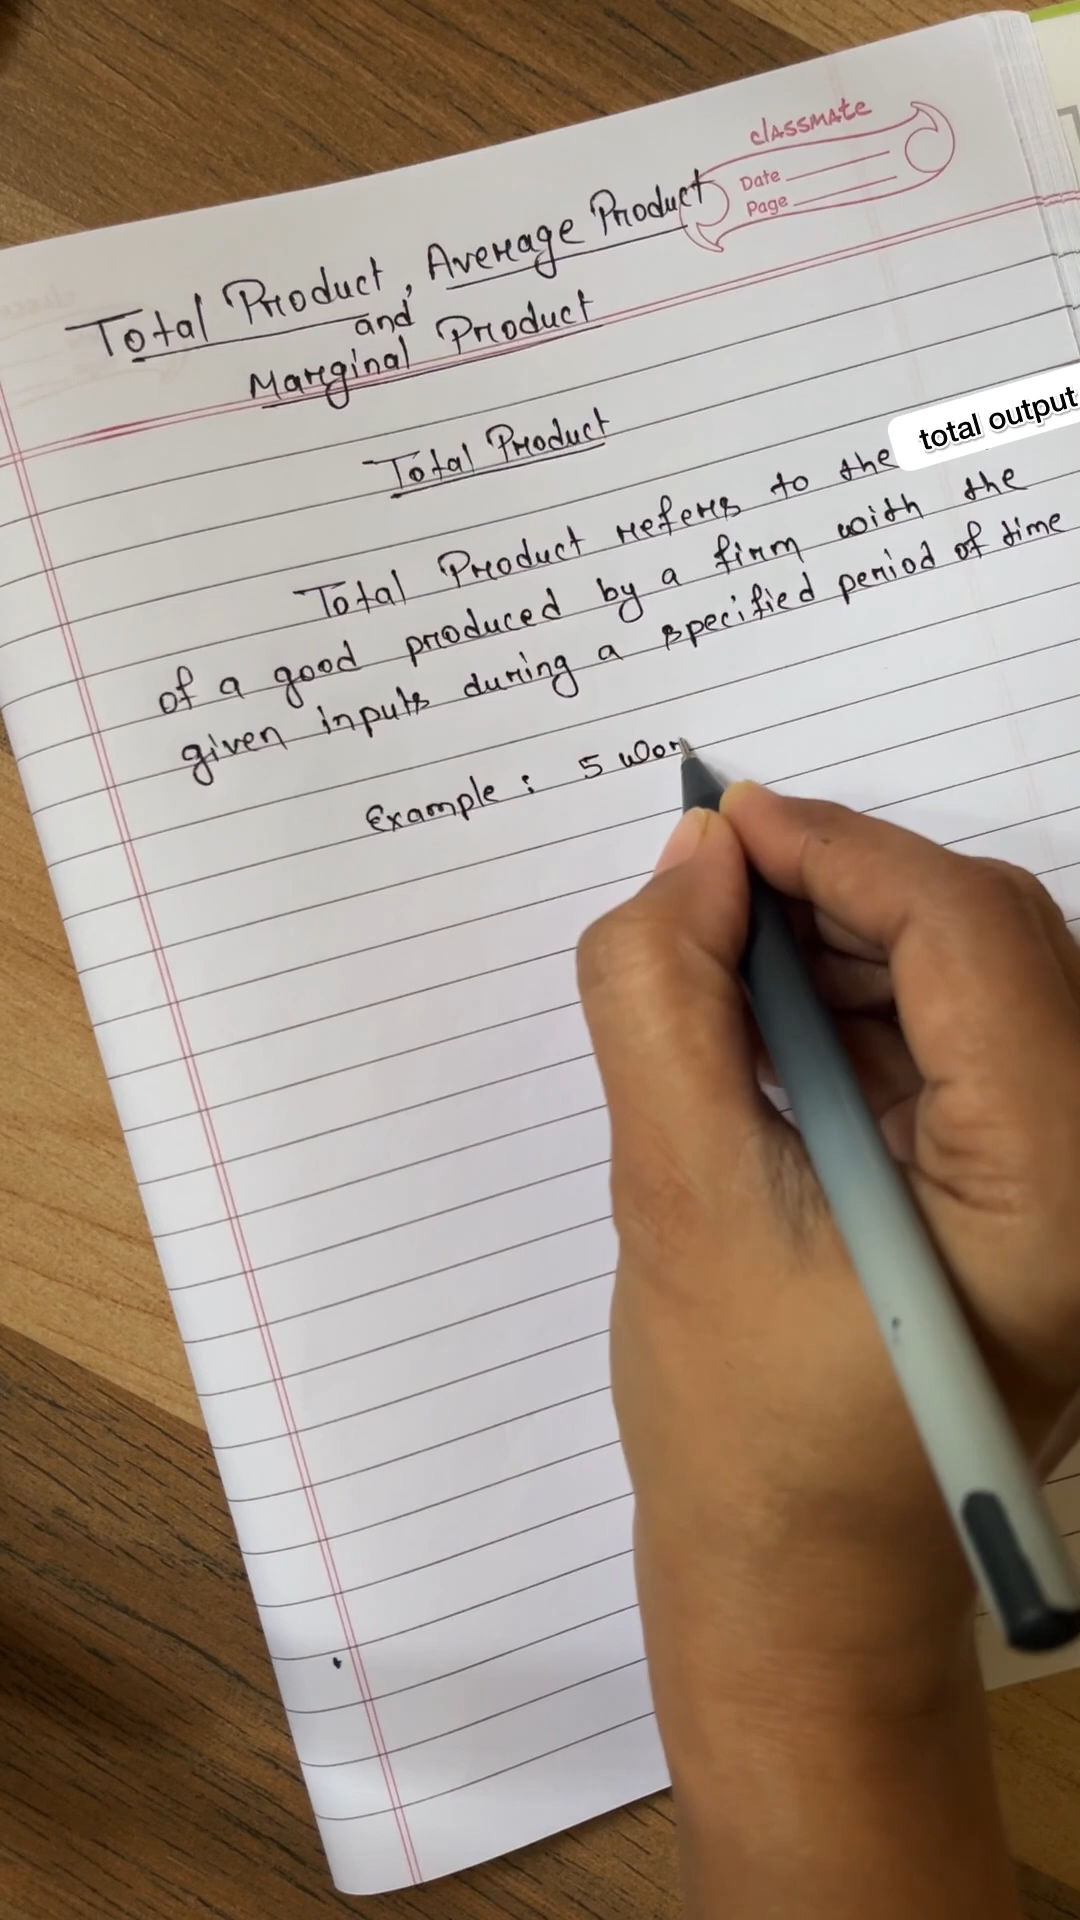 classmate
Date
Page
Total Product, Average Product
and
Marginal Product
Total Product
Total Product refers to the total output
of a good produced by a firm with the
given inputs during a specified period of time
Example : 5 Wor